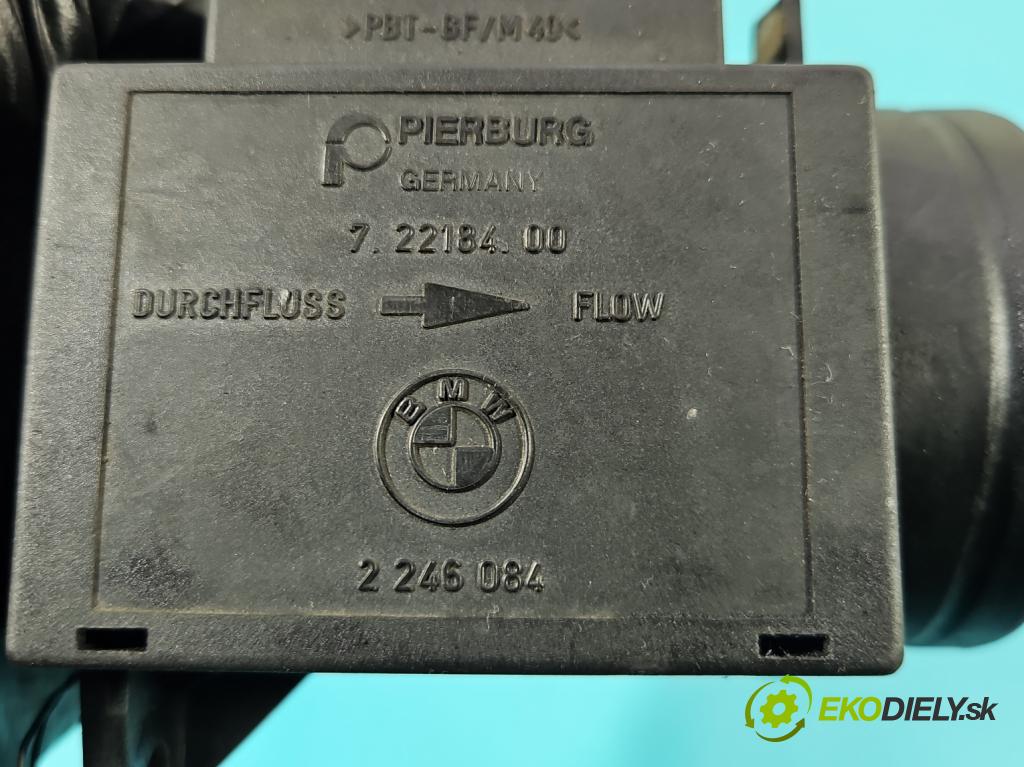 >PBT-GF/M40<
PIERBURG
GERMANY
7. 22184. 00
DURCHFLUSS FLOW
BMW
2 246 084
EKODIELY.sk